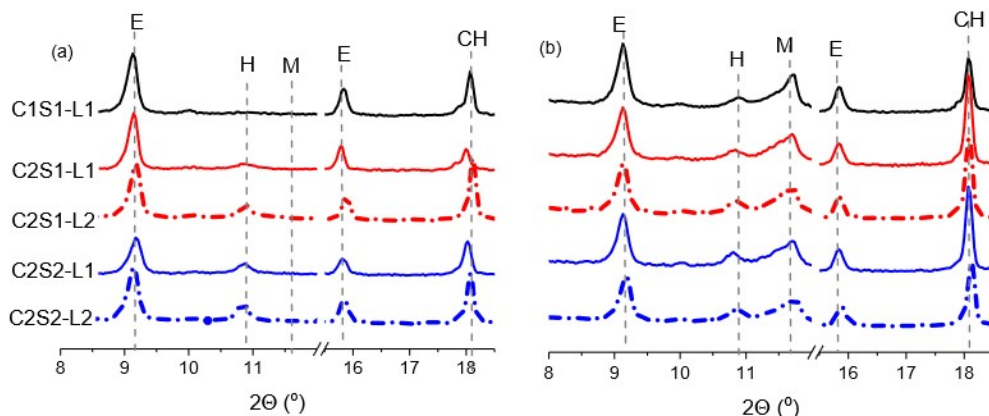 (a)
E
H
M
E
CH
C1S1-L1
C2S1-L1
C2S1-L2
C2S2-L1
C2S2-L2
8 9 10 11 16 17 18
2Θ (º)
(b)
E
H
M
E
CH
8 9 10 11 16 17 18
2Θ (º)